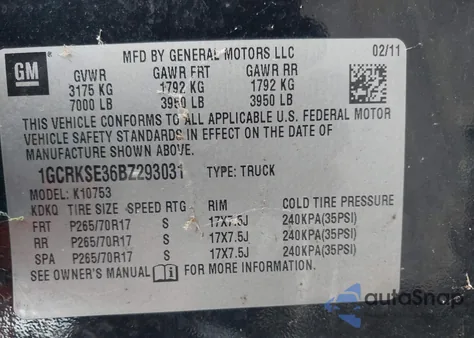 GM
MFD BY GENERAL MOTORS LLC
02/11
GVWR GAWR FRT GAWR RR
3175 KG 1792 KG 1792 KG
7000 LB 3950 LB 3950 LB
THIS VEHICLE CONFORMS TO ALL APPLICABLE U.S. FEDERAL MOTOR
VEHICLE SAFETY STANDARDS IN EFFECT ON THE DATE OF
MANUFACTURE SHOWN ABOVE.
1GCRKSE36BZ293031 TYPE: TRUCK
MODEL: K10753
KDKQ TIRE SIZE SPEED RTG RIM COLD TIRE PRESSURE
FRT P265/70R17 S 17X7.5J 240KPA(35PSI)
RR P265/70R17 S 17X7.5J 240KPA(35PSI)
SPA P265/70R17 S 17X7.5J 240KPA(35PSI)
SEE OWNER'S MANUAL FOR MORE INFORMATION.
autoSnap